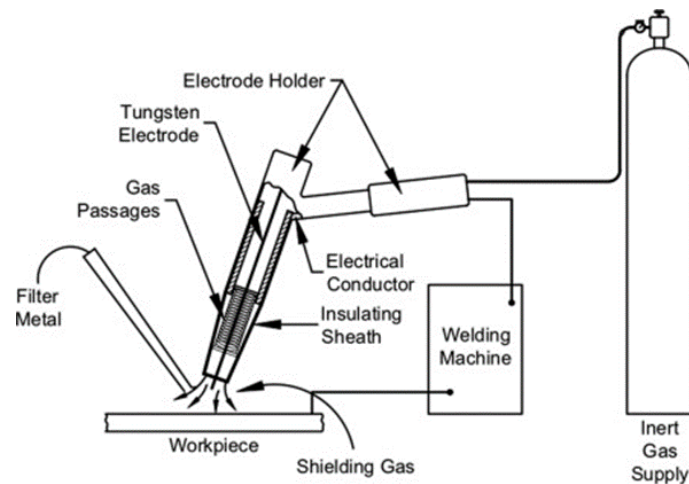 Electrode Holder
Tungsten
Electrode
Gas
Passages
Electrical
Conductor
Filter
Metal
Insulating
Sheath
Welding
Machine
Workpiece
Shielding Gas
Inert
Gas
Supply